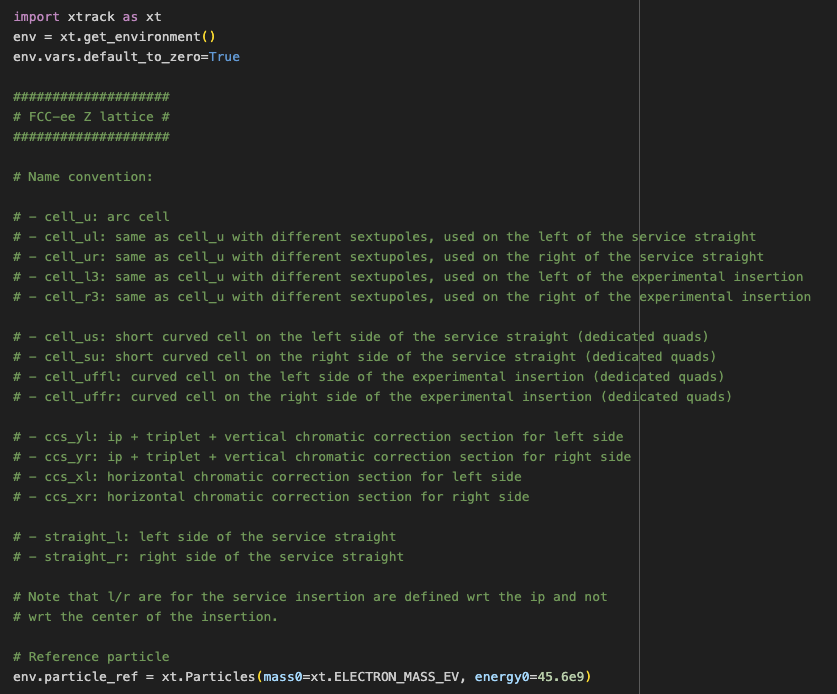 import xtrack as xt
env = xt.get_environment()
env.vars.default_to_zero=True
####################
# FCC-ee Z lattice #
####################
# Name convention:
# - cell_u: arc cell
# - cell_ul: same as cell_u with different sextupoles, used on the left of the service straight
# - cell_ur: same as cell_u with different sextupoles, used on the right of the service straight
# - cell_l3: same as cell_u with different sextupoles, used on the left of the experimental insertion
# - cell_r3: same as cell_u with different sextupoles, used on the right of the experimental insertion
# - cell_us: short curved cell on the left side of the service straight (dedicated quads)
# - cell_su: short curved cell on the right side of the service straight (dedicated quads)
# - cell_uffl: curved cell on the left side of the experimental insertion (dedicated quads)
# - cell_uffr: curved cell on the right side of the experimental insertion (dedicated quads)
# - ccs_yl: ip + triplet + vertical chromatic correction section for left side
# - ccs_yr: ip + triplet + vertical chromatic correction section for right side
# - ccs_xl: horizontal chromatic correction section for left side
# - ccs_xr: horizontal chromatic correction section for right side
# - straight_l: left side of the service straight
# - straight_r: right side of the service straight
# Note that l/r are for the service insertion are defined wrt the ip and not
# wrt the center of the insertion.
# Reference particle
env.particle_ref = xt.Particles(mass0=xt.ELECTRON_MASS_EV, energy0=45.6e9)